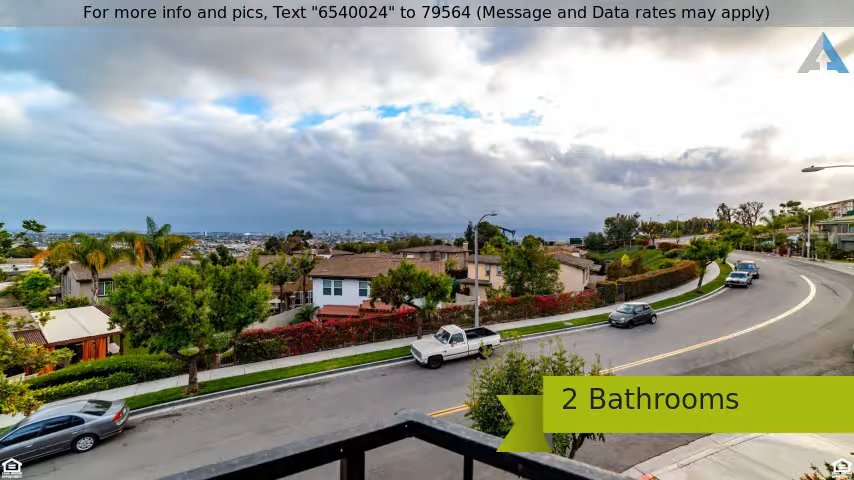 For more info and pics, Text "6540024" to 79564 (Message and Data rates may apply)
2 Bathrooms